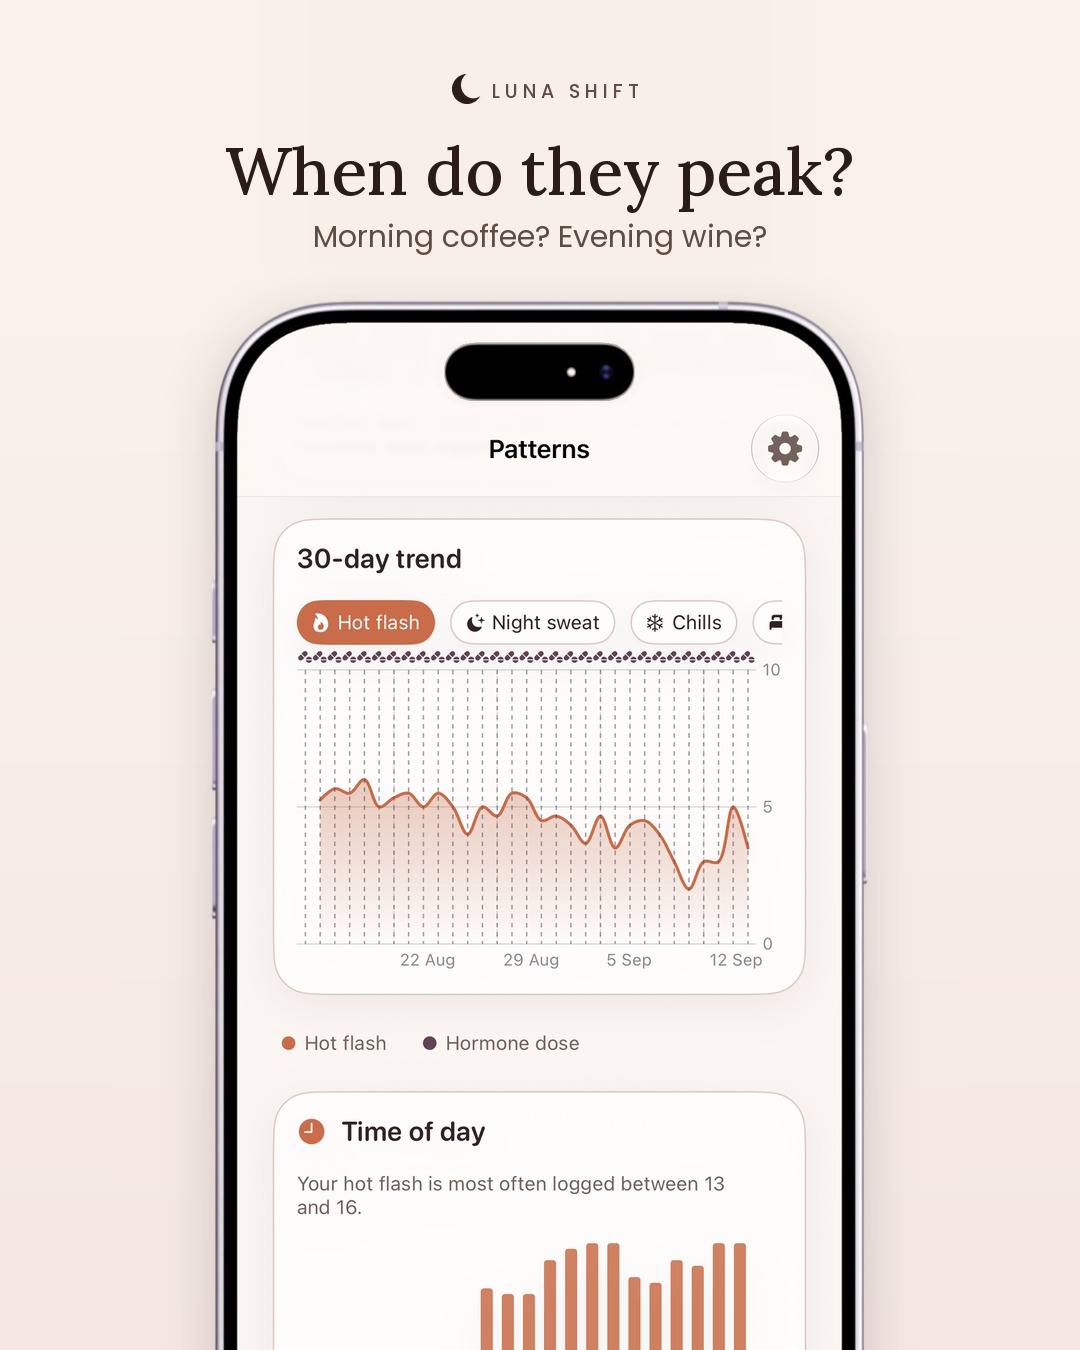 LUNA SHIFT
When do they peak?
Morning coffee? Evening wine?
Patterns
30-day trend
Hot flash
Night sweat
Chills
10
5
0
22 Aug
29 Aug
5 Sep
12 Sep
Hot flash
Hormone dose
Time of day
Your hot flash is most often logged between 13
and 16.